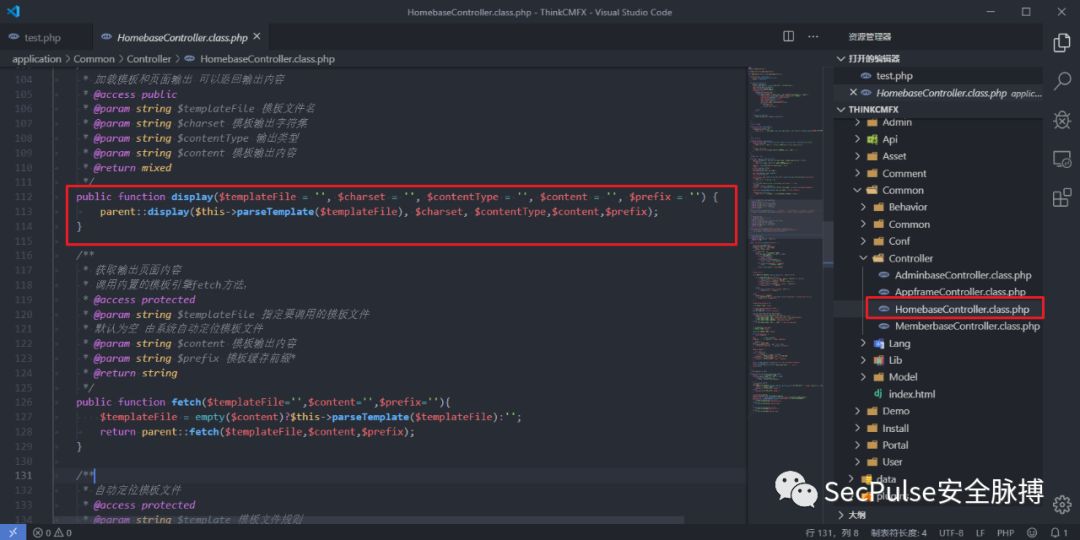 HomebaseController.class.php - ThinkCMFX - Visual Studio Code
test.php
HomebaseController.class.php
资源管理器
application > Common > Controller > HomebaseController.class.php
打开的编辑器
test.php
HomebaseController.class.php applic...
THINKCMFX
104 * 加载模板和页面输出 可以返回输出内容
105 * @access public
106 * @param string $templateFile 模板文件名
107 * @param string $charset 模板输出字符集
108 * @param string $contentType 输出类型
109 * @param string $content 模板输出内容
110 * @return mixed
111 */
112 public function display($templateFile = '', $charset = '', $contentType = '', $content = '', $prefix = '') {
113 parent::display($this->parseTemplate($templateFile), $charset, $contentType,$content,$prefix);
114 }
115
116 /**
117 * 获取输出页面内容
118 * 调用内置的模板引擎fetch方法，
119 * @access protected
120 * @param string $templateFile 指定要调用的模板文件
121 * 默认为空 由系统自动定位模板文件
122 * @param string $content 模板输出内容
123 * @param string $prefix 模板缓存前缀*
124 * @return string
125 */
126 public function fetch($templateFile='',$content='',$prefix=''){
127 $templateFile = empty($content)?$this->parseTemplate($templateFile):'';
128 return parent::fetch($templateFile,$content,$prefix);
129 }
130
131 /**
132 * 自动定位模板文件
133 * @access protected
134 * @param string $template 模板文件规则
Admin
Api
Asset
Comment
Common
Behavior
Common
Conf
Controller
AdminbaseController.class.php
AppframeController.class.php
HomebaseController.class.php
MemberbaseController.class.php
Lang
Lib
Model
index.html
Demo
Install
Portal
User
data
大纲
SecPulse安全脉搏
0 0
行 131，列 8
制表符长度: 4
UTF-8
LF
PHP
1